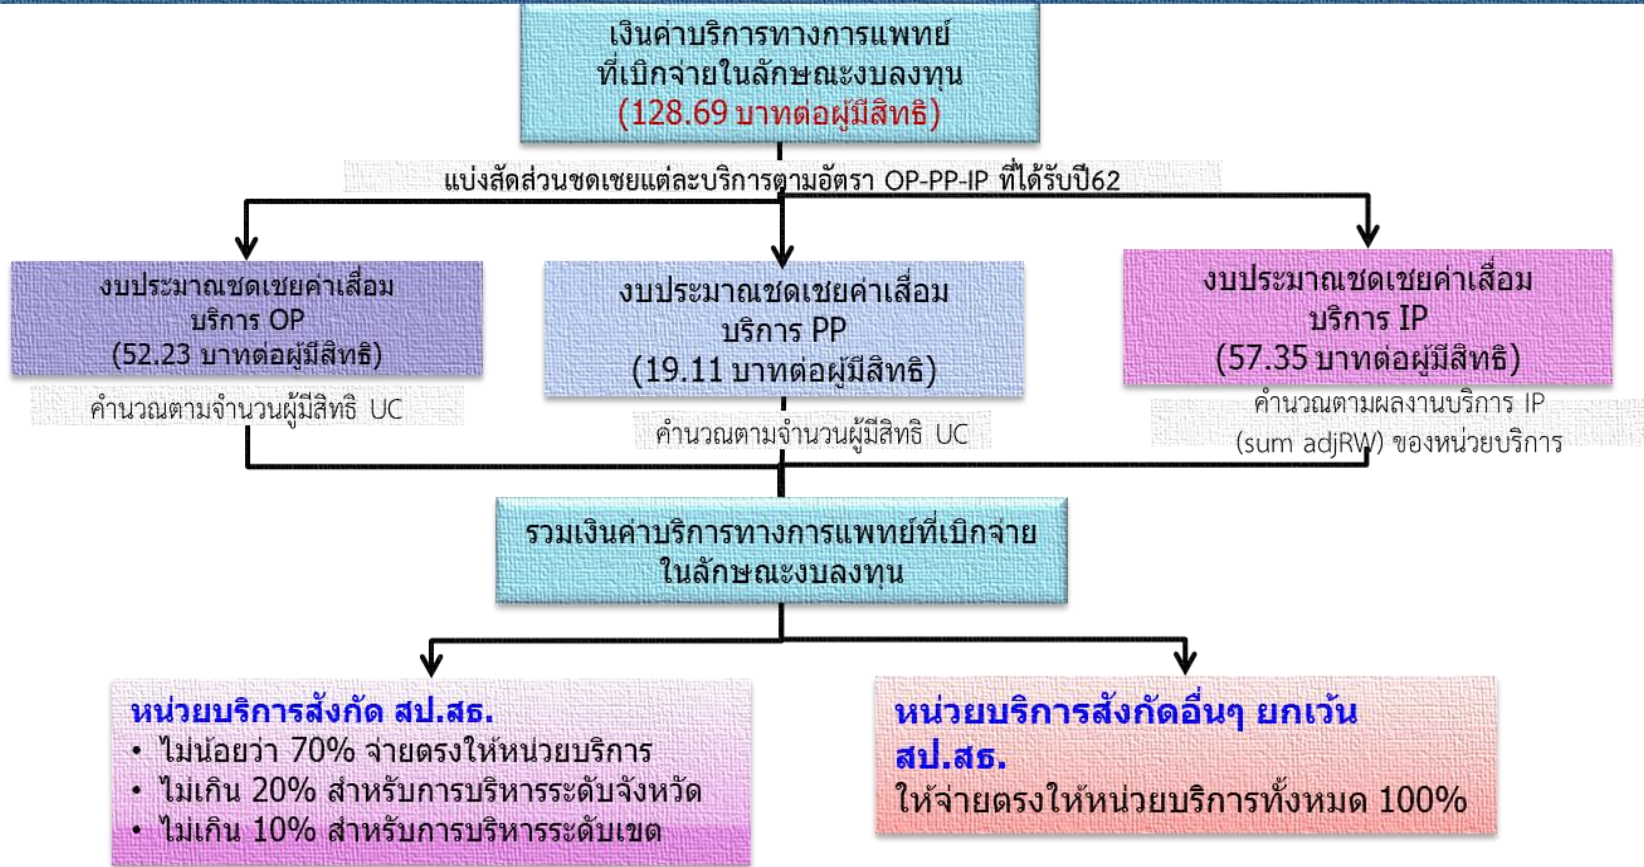 เงินค่าบริการทางการแพทย์
ที่เบิกจ่ายในลักษณะงบลงทุน
(128.69 บาทต่อผู้มีสิทธิ)
แบ่งสัดส่วนชดเชยแต่ละบริการตามอัตรา OP-PP-IP ที่ได้รับปี62
งบประมาณชดเชยค่าเสื่อม
บริการ OP
(52.23 บาทต่อผู้มีสิทธิ)
คำนวณตามจำนวนผู้มีสิทธิ UC
งบประมาณชดเชยค่าเสื่อม
บริการ PP
(19.11 บาทต่อผู้มีสิทธิ)
คำนวณตามจำนวนผู้มีสิทธิ UC
งบประมาณชดเชยค่าเสื่อม
บริการ IP
(57.35 บาทต่อผู้มีสิทธิ)
คำนวณตามผลงานบริการ IP
(sum adjRW) ของหน่วยบริการ
รวมเงินค่าบริการทางการแพทย์ที่เบิกจ่าย
ในลักษณะงบลงทุน
หน่วยบริการสังกัด สป.สธ.
• ไม่น้อยว่า 70% จ่ายตรงให้หน่วยบริการ
• ไม่เกิน 20% สำหรับการบริหารระดับจังหวัด
• ไม่เกิน 10% สำหรับการบริหารระดับเขต
หน่วยบริการสังกัดอื่นๆ ยกเว้น
สป.สธ.
ให้จ่ายตรงให้หน่วยบริการทั้งหมด 100%